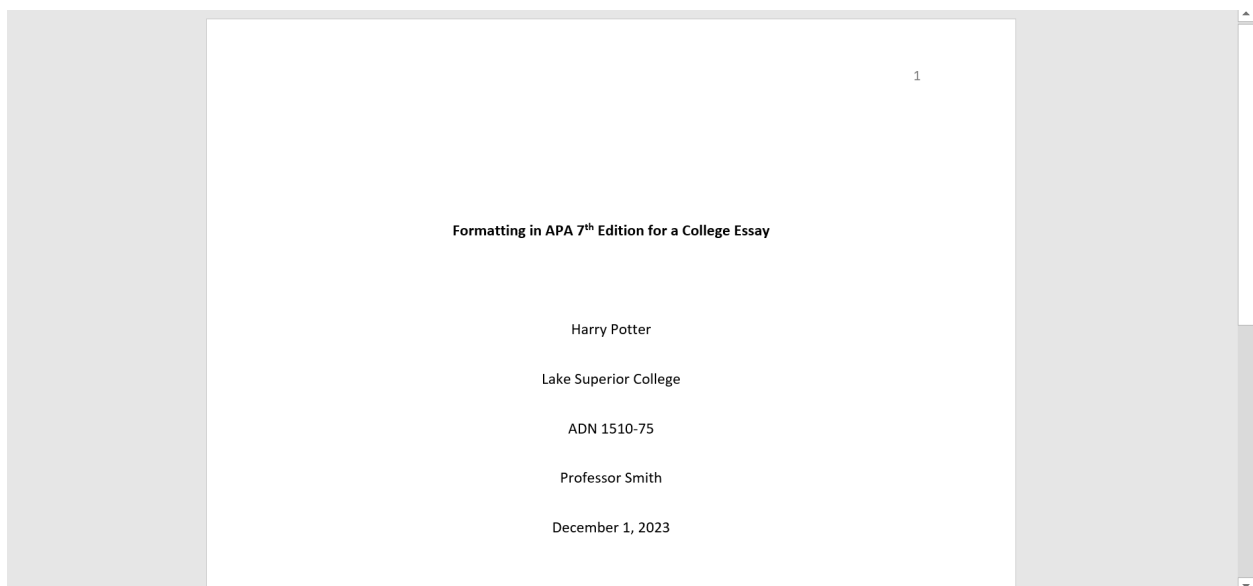 1
Formatting in APA 7th Edition for a College Essay
Harry Potter
Lake Superior College
ADN 1510-75
Professor Smith
December 1, 2023